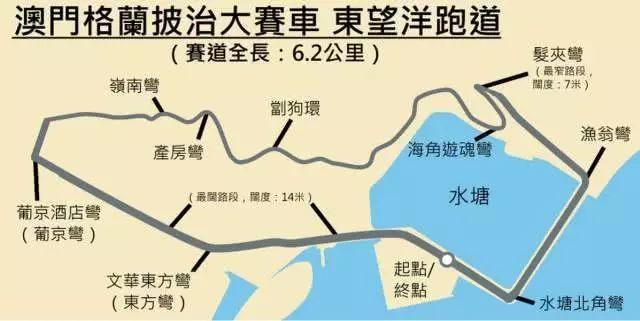 澳門格蘭披治大賽車 東望洋跑道
（賽道全長：6.2公里）
髮夾彎
（最窄路段，
闊度：7米）
嶺南彎
劏狗環
產房彎
海角遊魂彎
漁翁彎
（最闊路段，闊度：14米）
水塘
葡京酒店彎
（葡京彎）
文華東方彎
（東方彎）
起點/
終點
水塘北角彎